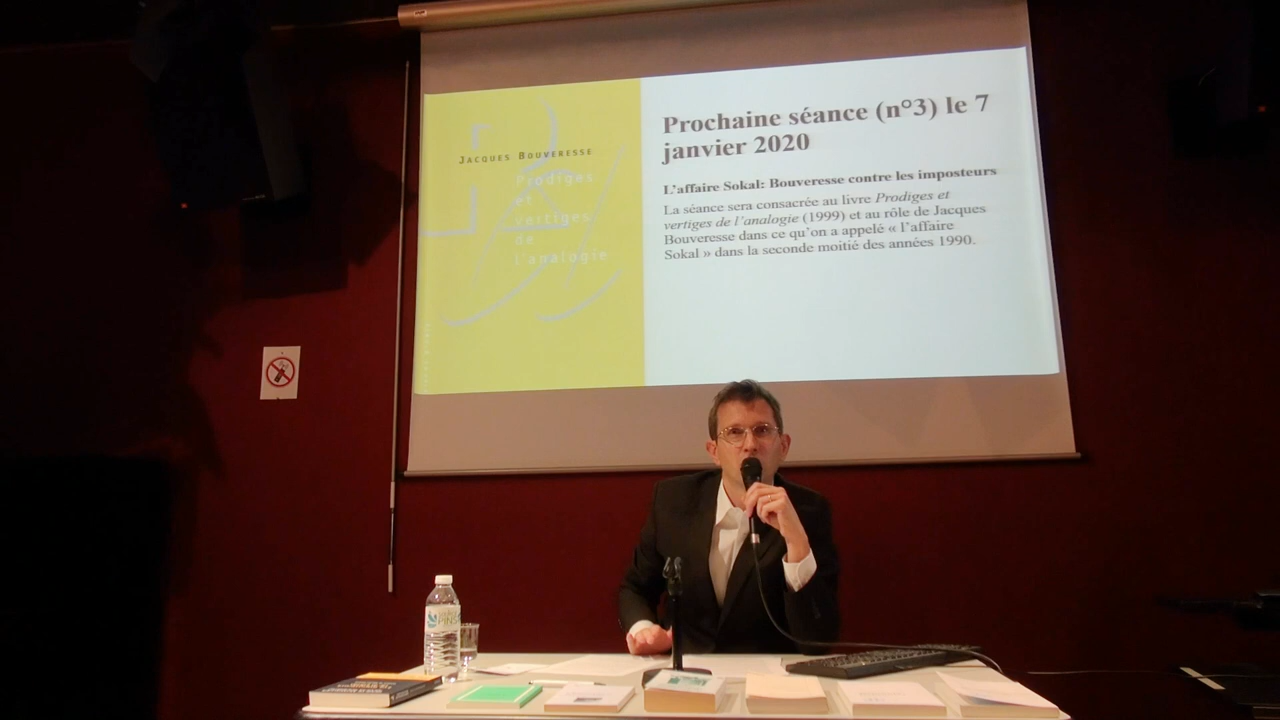 JACQUES BOUVERESSE
Prodiges
et
vertiges
de
l'analogie
Prochaine séance (n°3) le 7
janvier 2020
L'affaire Sokal: Bouveresse contre les imposteurs
La séance sera consacrée au livre Prodiges et
vertiges de l'analogie (1999) et au rôle de Jacques
Bouveresse dans ce qu'on a appelé « l'affaire
Sokal » dans la seconde moitié des années 1990.